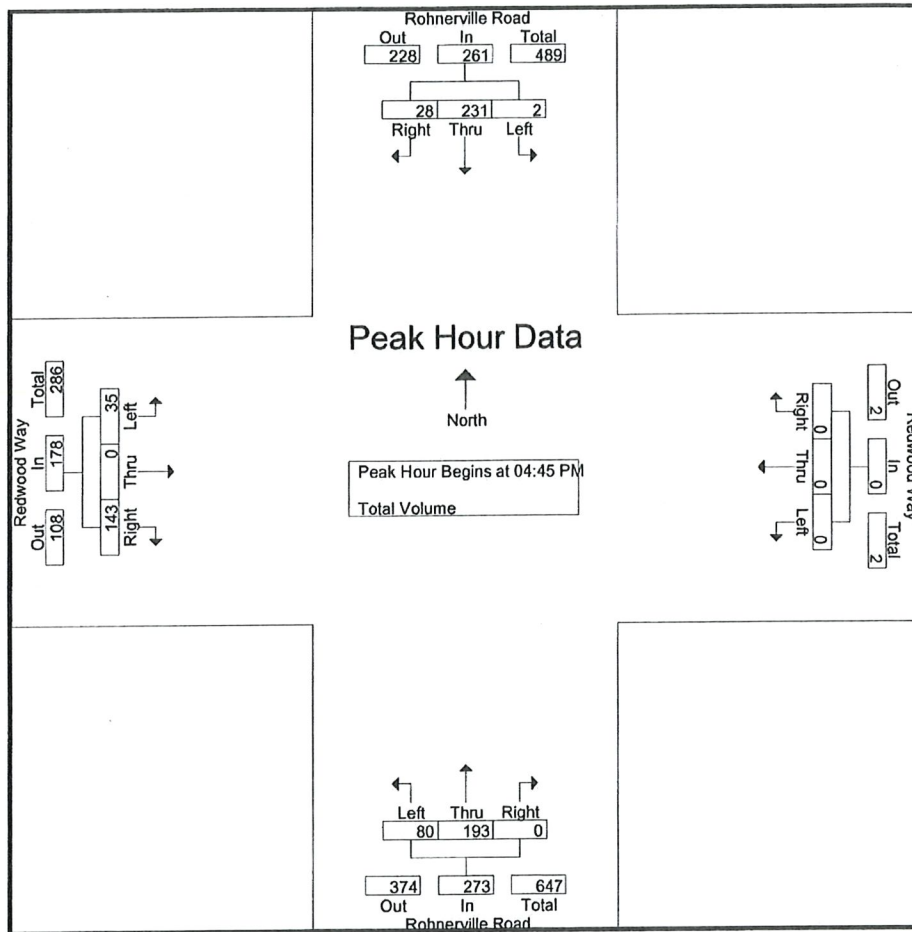 Rohnerville Road
Out In Total
228 261 489
28 231 2
Right Thru Left
Peak Hour Data
North
Peak Hour Begins at 04:45 PM
Total Volume
Redwood Way
Total In Out
286 178 108
35 0 143
Left Thru Right
Right Thru Left
0 0 0
Out In Total
2 0 2
Redwood Way
Left Thru Right
80 193 0
374 273 647
Out In Total
Rohnerville Road